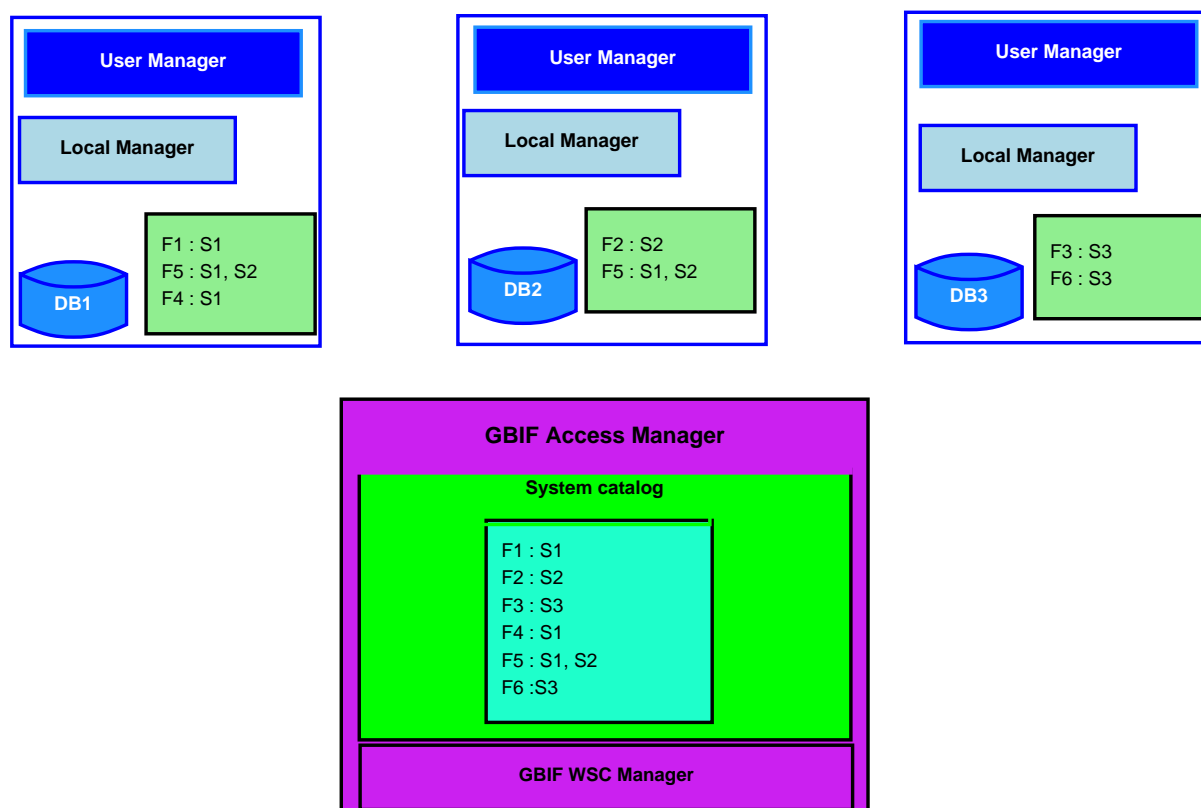 User Manager
Local Manager
F1 : S1
F5 : S1, S2
F4 : S1
DB1
User Manager
Local Manager
F2 : S2
F5 : S1, S2
DB2
User Manager
Local Manager
F3 : S3
F6 : S3
DB3
GBIF Access Manager
System catalog
F1 : S1
F2 : S2
F3 : S3
F4 : S1
F5 : S1, S2
F6 :S3
GBIF WSC Manager